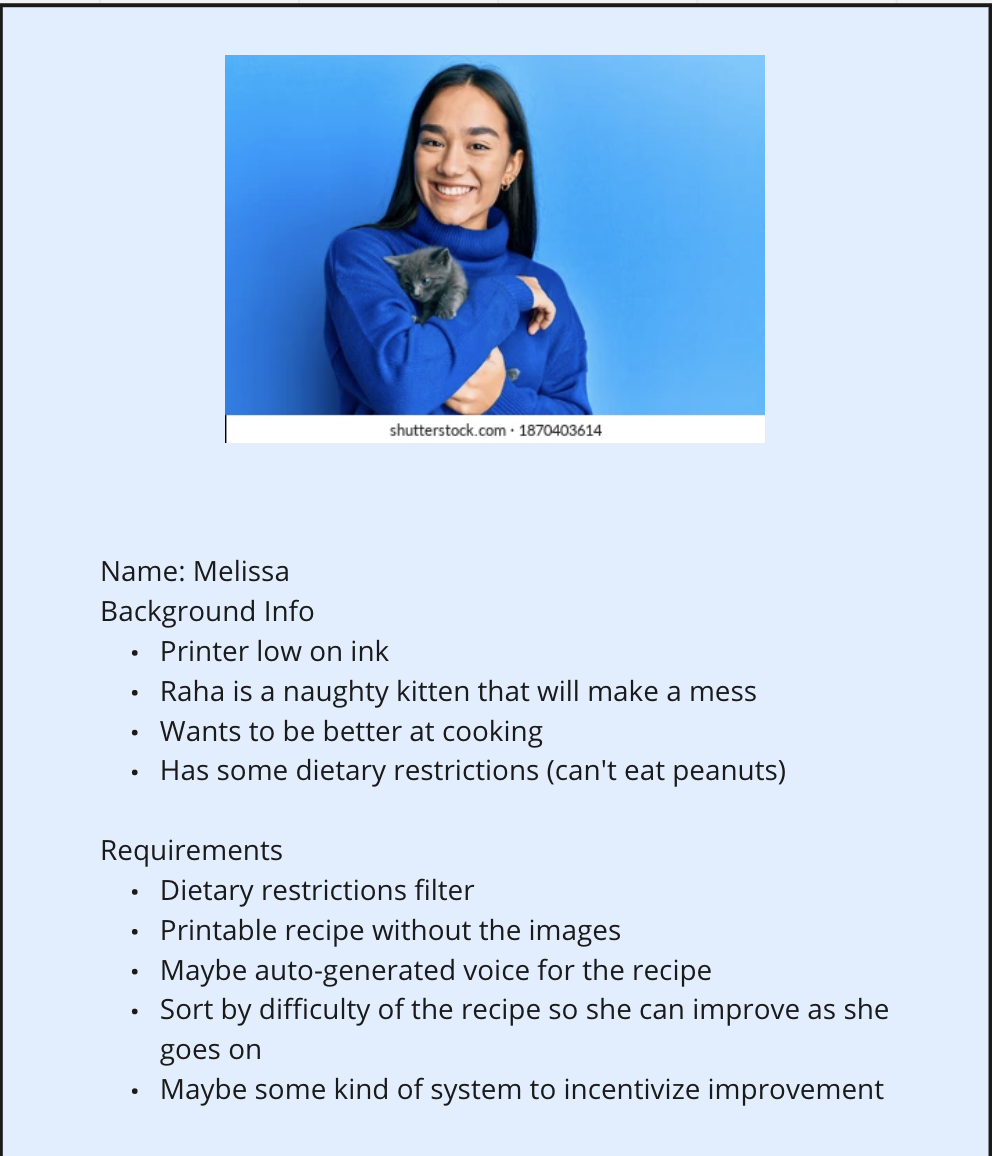 shutterstock.com · 1870403614
Name: Melissa
Background Info
• Printer low on ink
• Raha is a naughty kitten that will make a mess
• Wants to be better at cooking
• Has some dietary restrictions (can't eat peanuts)
Requirements
• Dietary restrictions filter
• Printable recipe without the images
• Maybe auto-generated voice for the recipe
• Sort by difficulty of the recipe so she can improve as she
goes on
• Maybe some kind of system to incentivize improvement